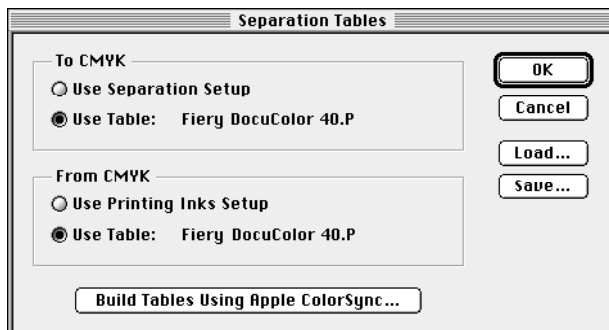 Separation Tables
To CMYK
Use Separation Setup
Use Table: Fiery DocuColor 40.P
From CMYK
Use Printing Inks Setup
Use Table: Fiery DocuColor 40.P
Build Tables Using Apple ColorSync...
OK
Cancel
Load...
Save...